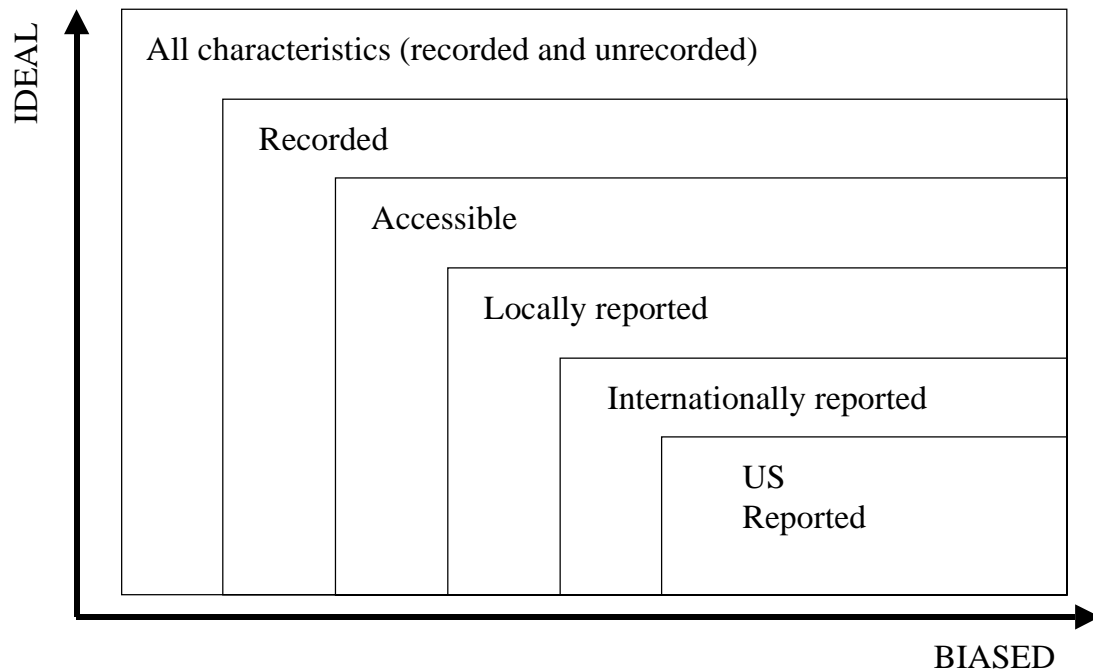 IDEAL
All characteristics (recorded and unrecorded)
Recorded
Accessible
Locally reported
Internationally reported
US
Reported
BIASED